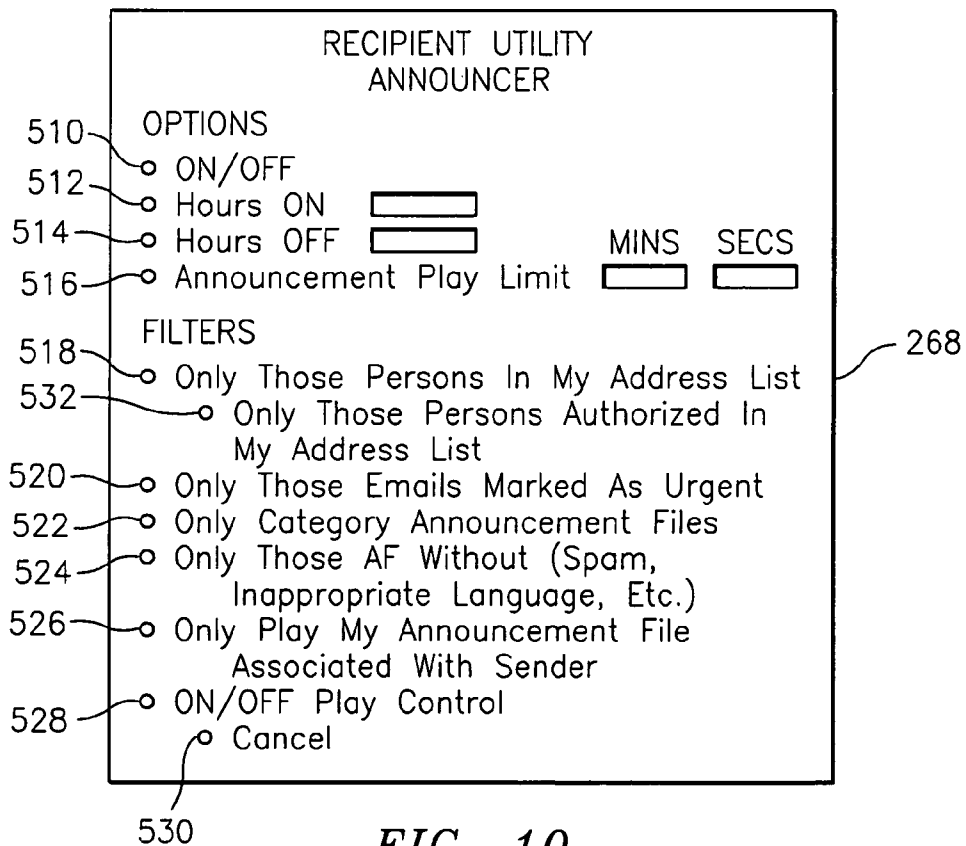 RECIPIENT UTILITY
ANNOUNCER
OPTIONS
510
ON/OFF
512
Hours ON
514
Hours OFF MINS SECS
516
Announcement Play Limit
FILTERS
518
Only Those Persons In My Address List
268
532
Only Those Persons Authorized In
My Address List
520
Only Those Emails Marked As Urgent
522
Only Category Announcement Files
524
Only Those AF Without (Spam,
Inappropriate Language, Etc.)
526
Only Play My Announcement File
Associated With Sender
528
ON/OFF Play Control
Cancel
530
FIG. 10